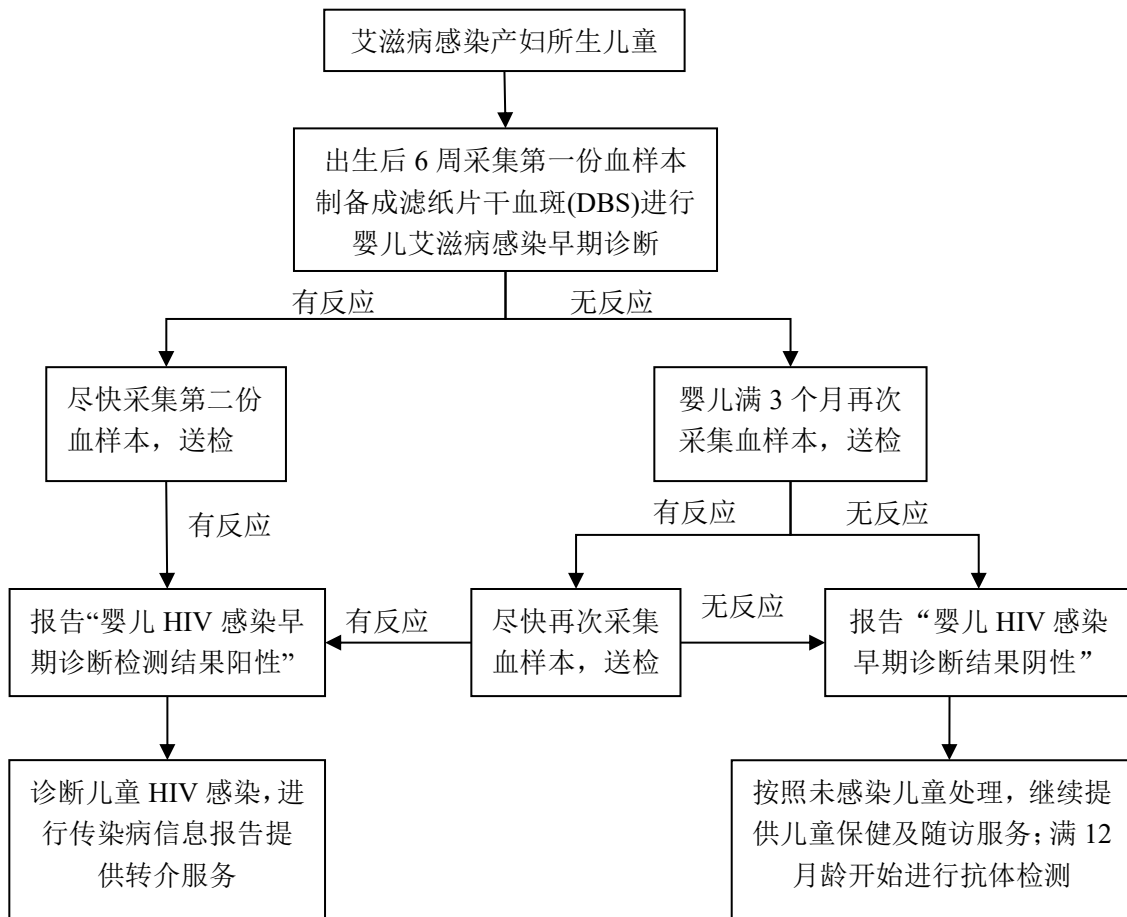 艾滋病感染产妇所生儿童
出生后 6 周采集第一份血样本
制备成滤纸片干血斑(DBS)进行
婴儿艾滋病感染早期诊断
有反应
无反应
尽快采集第二份
血样本，送检
婴儿满 3 个月再次
采集血样本，送检
有反应
有反应
无反应
报告“婴儿 HIV 感染早
期诊断检测结果阳性”
有反应
尽快再次采集
血样本，送检
无反应
报告“婴儿 HIV 感染
早期诊断结果阴性”
诊断儿童 HIV 感染，进
行传染病信息报告提
供转介服务
按照未感染儿童处理，继续提
供儿童保健及随访服务；满 12
月龄开始进行抗体检测